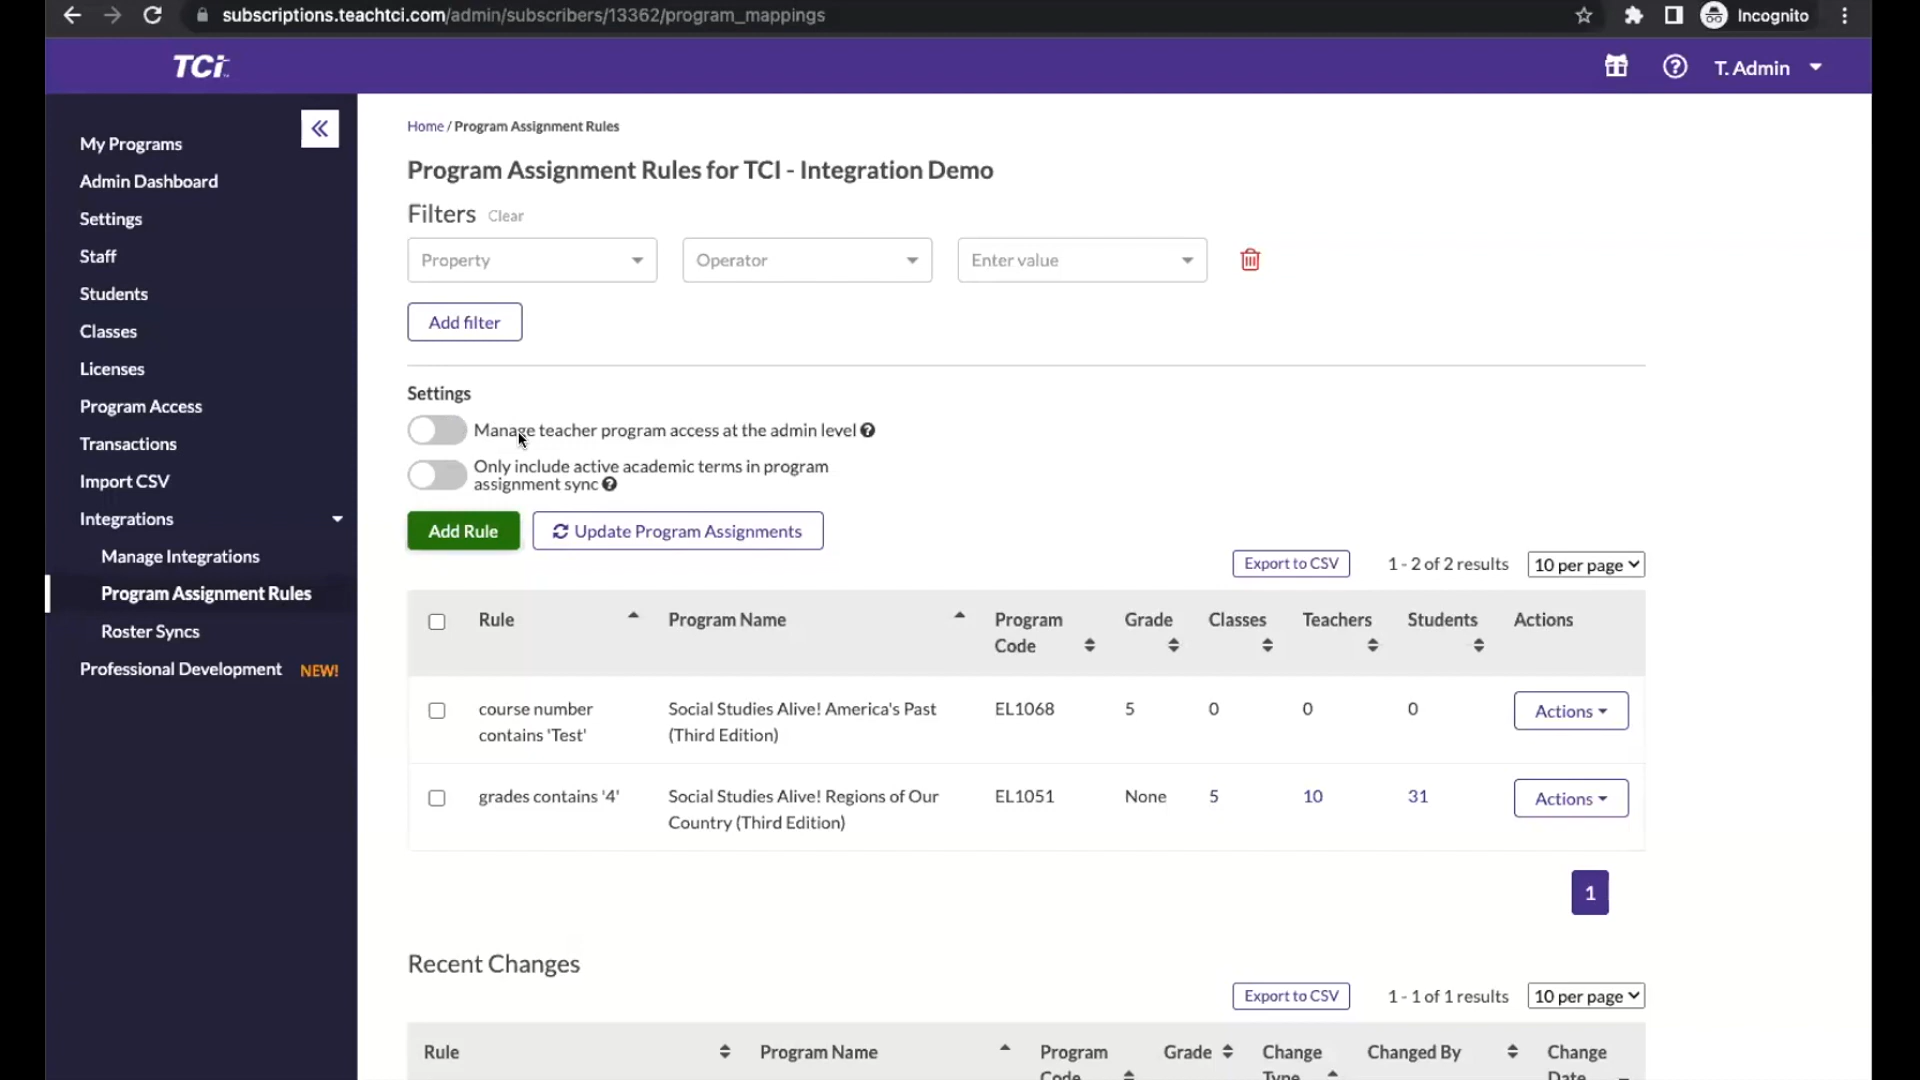 subscriptions.teachtci.com/admin/subscribers/13362/program_mappings
Incognito
TCi
T. Admin
My Programs
Admin Dashboard
Settings
Staff
Students
Classes
Licenses
Program Access
Transactions
Import CSV
Integrations
Manage Integrations
Program Assignment Rules
Roster Syncs
Professional Development NEW!
Home / Program Assignment Rules
Program Assignment Rules for TCI - Integration Demo
Filters Clear
Property Operator Enter value
Add filter
Settings
Manage teacher program access at the admin level
Only include active academic terms in program
assignment sync
Add Rule Update Program Assignments
Export to CSV 1 - 2 of 2 results 10 per page
Rule Program Name Program Code Grade Classes Teachers Students Actions
course number contains 'Test' Social Studies Alive! America's Past (Third Edition) EL1068 5 0 0 0 Actions
grades contains '4' Social Studies Alive! Regions of Our Country (Third Edition) EL1051 None 5 10 31 Actions
1
Recent Changes
Export to CSV 1 - 1 of 1 results 10 per page
Rule Program Name Program Code Grade Change Type Changed By Change Date